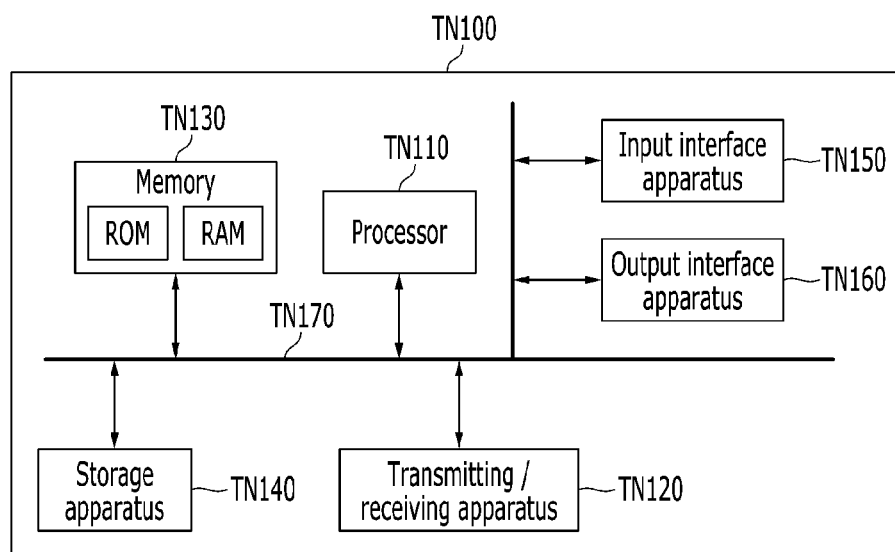 TN100
TN130
Memory
ROM
RAM
TN110
Processor
Input interface
apparatus
TN150
Output interface
apparatus
TN160
TN170
Storage
apparatus
TN140
Transmitting /
receiving apparatus
TN120